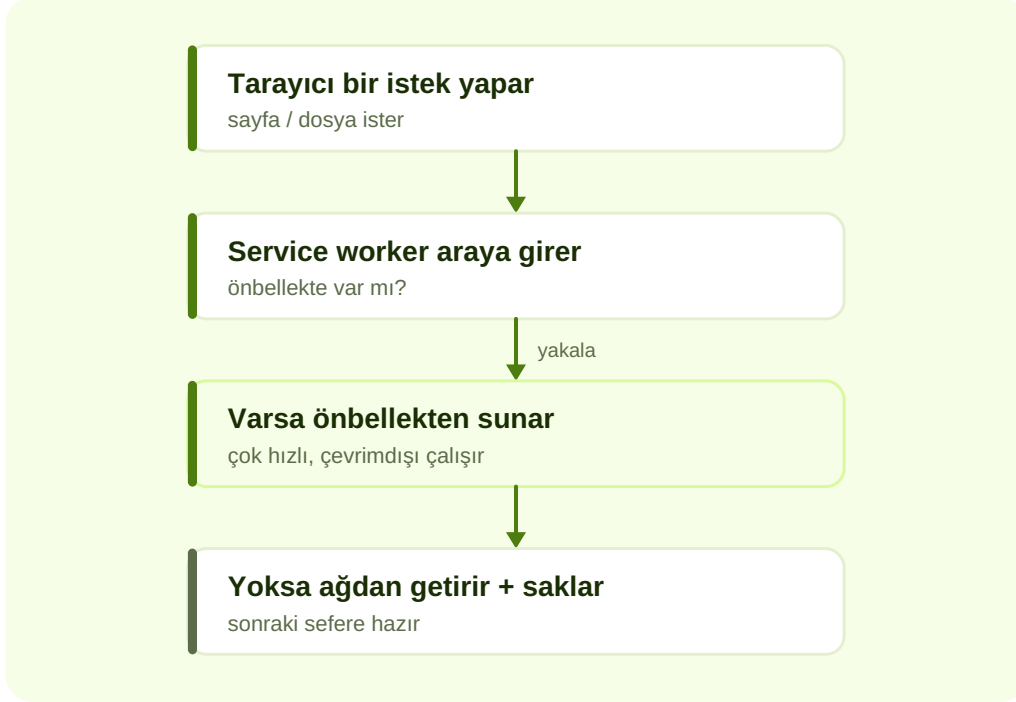 Tarayıcı bir istek yapar
sayfa / dosya ister
Service worker araya girer
önbellekte var mı?
yakala
Varsa önbellekten sunar
çok hızlı, çevrimdışı çalışır
Yoksa ağdan getirir + saklar
sonraki sefere hazır